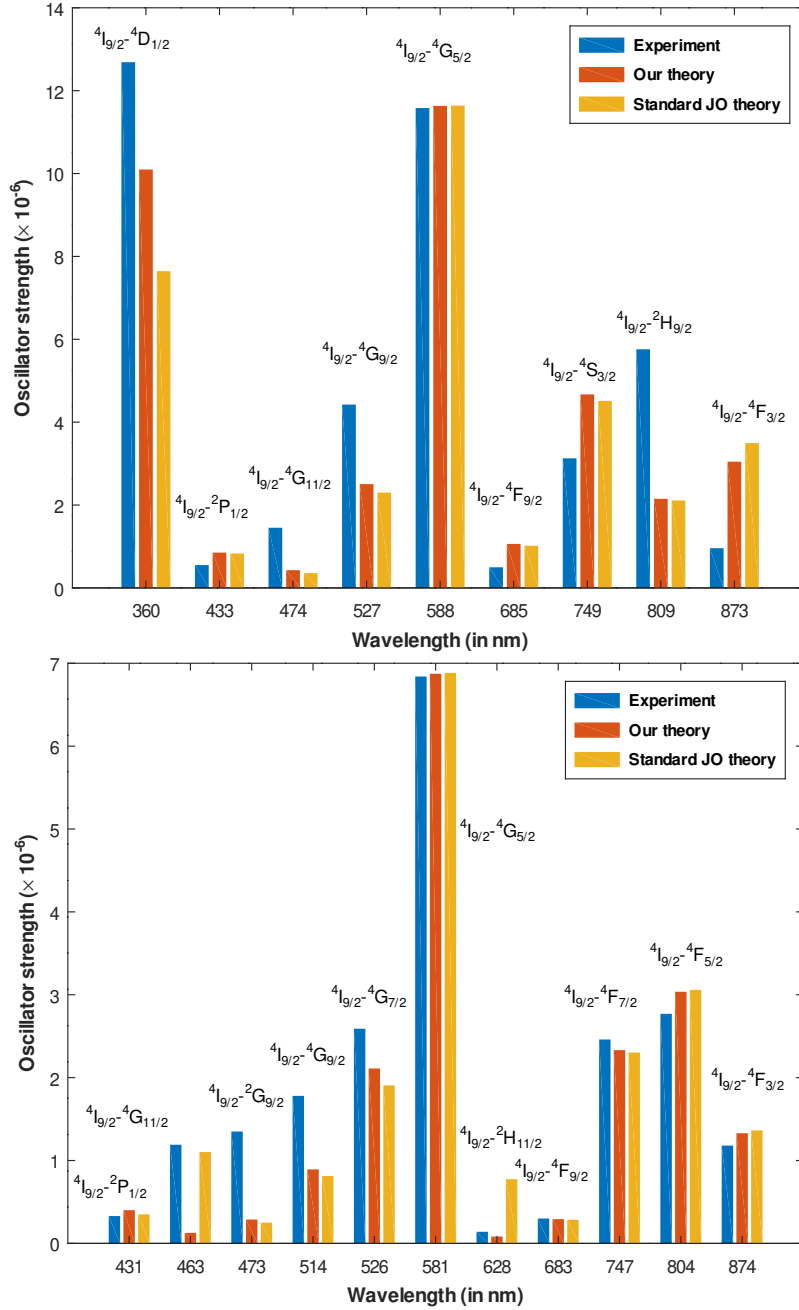 14
12
10
8
6
4
2
0
Oscillator strength (× 10⁻⁶)
⁴I₉/₂-⁴D₁/₂
⁴I₉/₂-²P₁/₂
⁴I₉/₂-⁴G₁₁/₂
⁴I₉/₂-⁴G₉/₂
⁴I₉/₂-⁴G₅/₂
⁴I₉/₂-⁴F₉/₂
⁴I₉/₂-⁴S₃/₂
⁴I₉/₂-²H₉/₂
⁴I₉/₂-⁴F₃/₂
Experiment
Our theory
Standard JO theory
360 433 474 527 588 685 749 809 873
Wavelength (in nm)
7
6
5
4
3
2
1
0
Oscillator strength (× 10⁻⁶)
⁴I₉/₂-²P₁/₂
⁴I₉/₂-⁴G₁₁/₂
⁴I₉/₂-²G₉/₂
⁴I₉/₂-⁴G₉/₂
⁴I₉/₂-⁴G₇/₂
⁴I₉/₂-⁴G₅/₂
⁴I₉/₂-²H₁₁/₂
⁴I₉/₂-⁴F₉/₂
⁴I₉/₂-⁴F₇/₂
⁴I₉/₂-⁴F₅/₂
⁴I₉/₂-⁴F₃/₂
Experiment
Our theory
Standard JO theory
431 463 473 514 526 581 628 683 747 804 874
Wavelength (in nm)